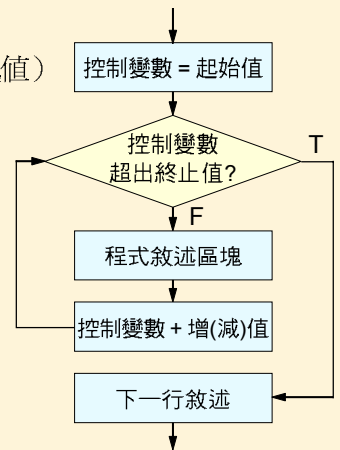 值）
控制變數 = 起始值
控制變數
超出終止值?
T
F
程式敘述區塊
控制變數 + 增(減)值
下一行敘述